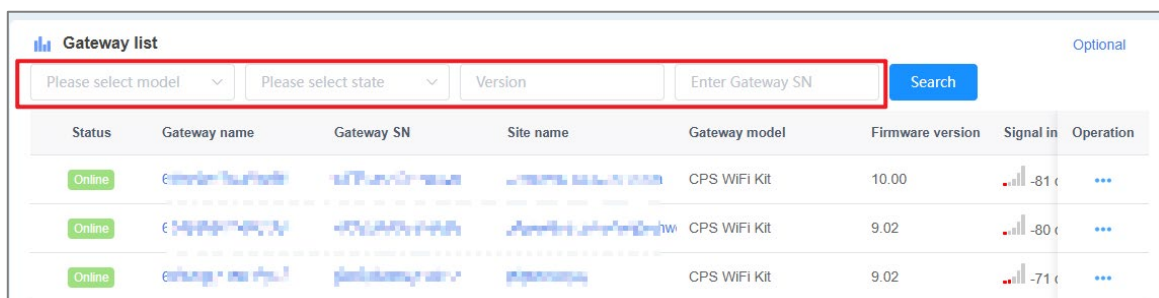 Gateway list
Optional
Please select model Please select state Version Enter Gateway SN Search
Status Gateway name Gateway SN Site name Gateway model Firmware version Signal in Operation
Online CPS WiFi Kit 10.00 -81
Online CPS WiFi Kit 9.02 -80
Online CPS WiFi Kit 9.02 -71